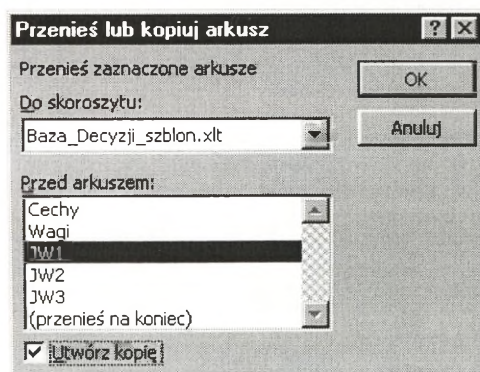 Przenieś lub kopiuj arkusz
? X
Przenieś zaznaczone arkusze
OK
Do skoroszytu:
Baza_Decyzji_szblon.xlt
Anuluj
Przed arkuszem:
Cechy
Wagi
JW1
JW2
JW3
(przenieś na koniec)
Utwórz kopię